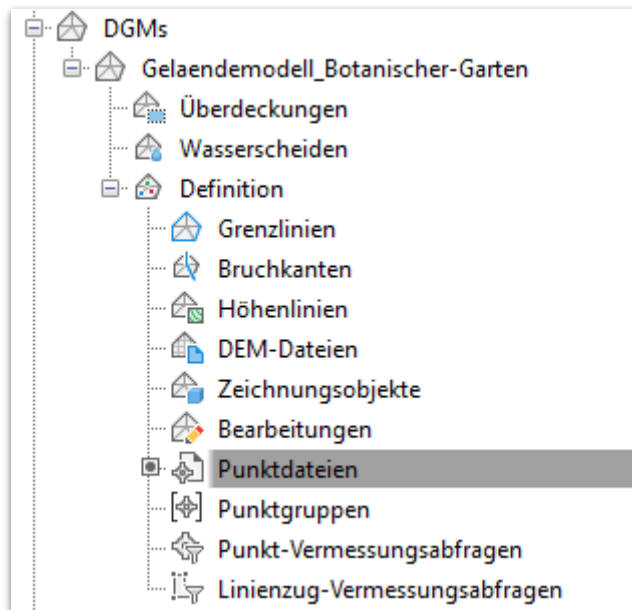 DGMs
Gelaendemodell_Botanischer-Garten
Überdeckungen
Wasserscheiden
Definition
Grenzlinien
Bruchkanten
Höhenlinien
DEM-Dateien
Zeichnungsobjekte
Bearbeitungen
Punktdateien
Punktgruppen
Punkt-Vermessungsabfragen
Linienzug-Vermessungsabfragen